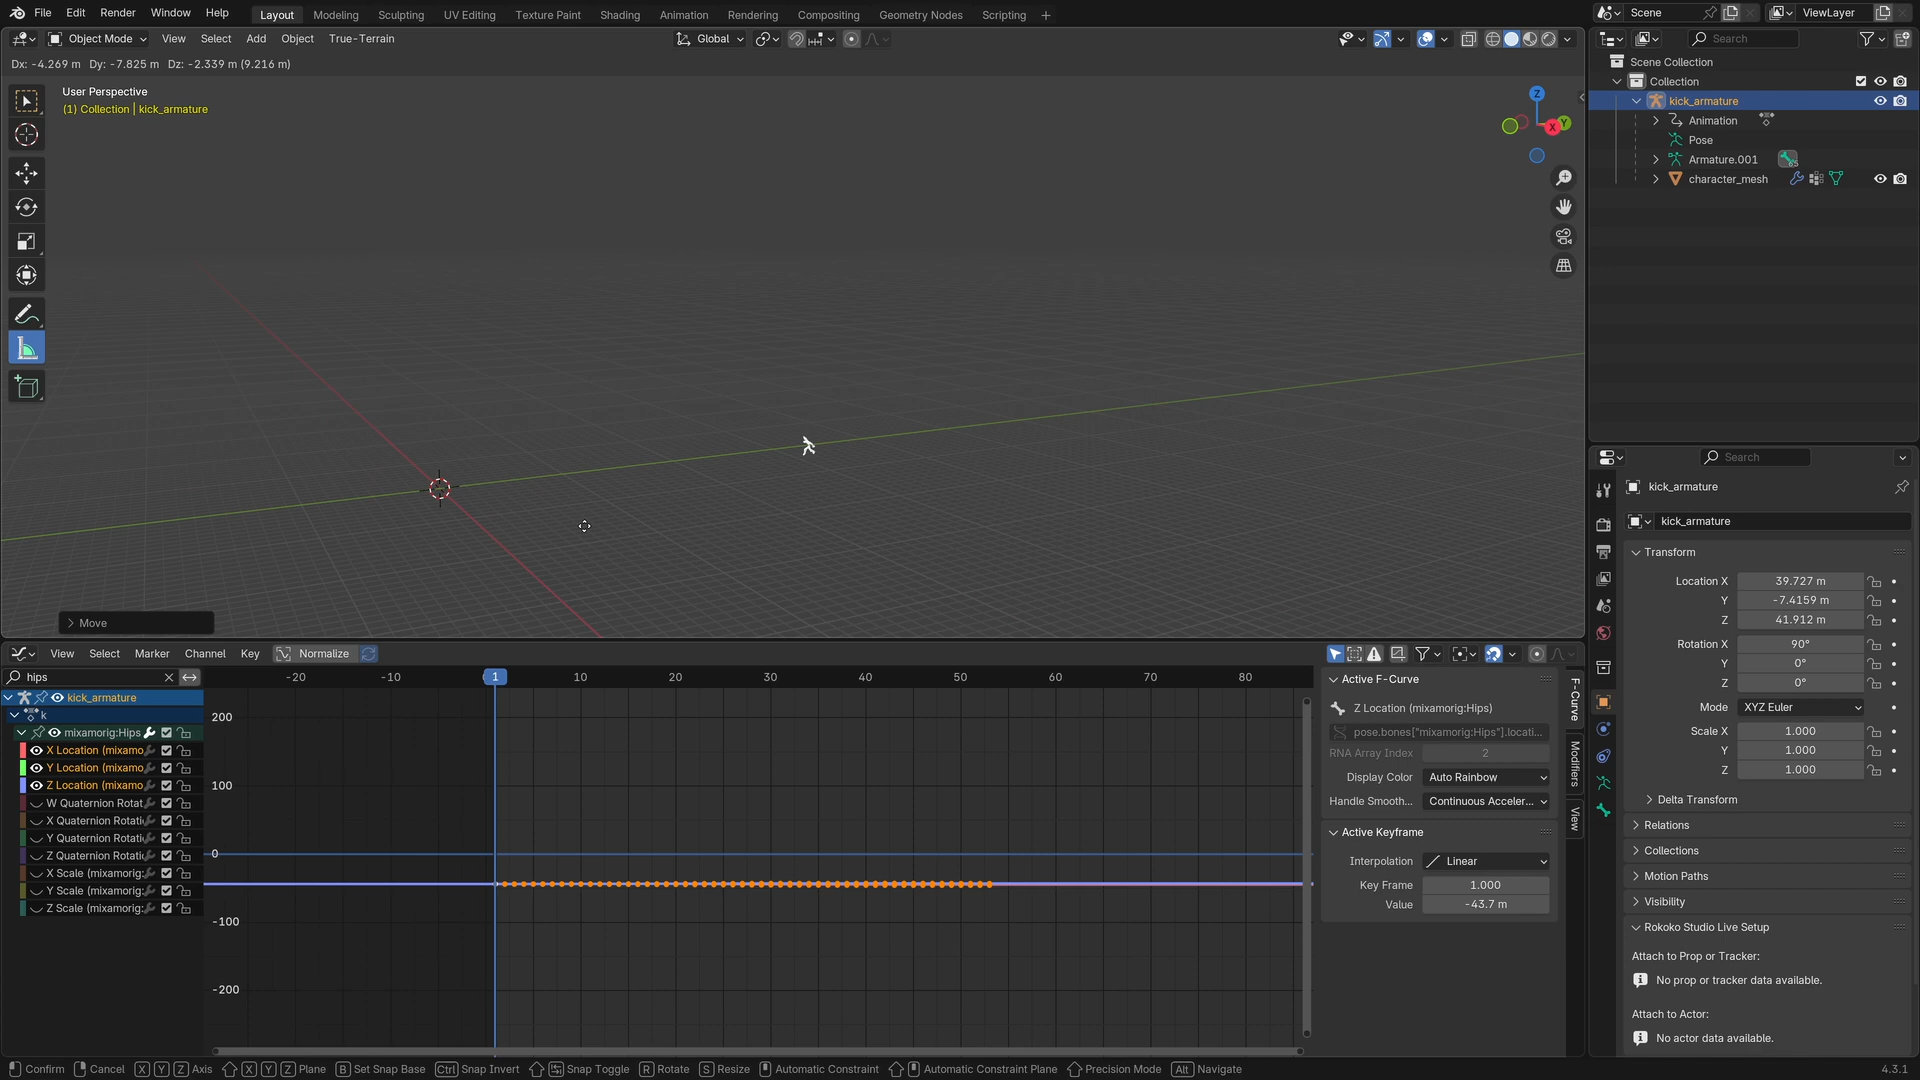 File Edit Render Window Help Layout Modeling Sculpting UV Editing Texture Paint Shading Animation Rendering Compositing Geometry Nodes Scripting + Scene ViewLayer
Object Mode View Select Add Object True-Terrain Global Search
Dx: -4.269 m Dy: -7.825 m Dz: -2.339 m (9.216 m)
User Perspective
(1) Collection | kick_armature
Z
X
Y
Move
Scene Collection
Collection
kick_armature
Animation
Pose
Armature.001
character_mesh
Search
kick_armature
kick_armature
Transform
Location X 39.727 m
Y -7.4159 m
Z 41.912 m
Rotation X 90°
Y 0°
Z 0°
Mode XYZ Euler
Scale X 1.000
Y 1.000
Z 1.000
Delta Transform
Relations
Collections
Motion Paths
Visibility
Rokoko Studio Live Setup
Attach to Prop or Tracker:
No prop or tracker data available.
Attach to Actor:
No actor data available.
View Select Marker Channel Key Normalize
hips
-20 -10 1 10 20 30 40 50 60 70 80
kick_armature
k
mixamorig:Hips
X Location (mixamo
Y Location (mixamo
Z Location (mixamo
W Quaternion Rotat
X Quaternion Rotati
Y Quaternion Rotati
Z Quaternion Rotati
X Scale (mixamorig:
Y Scale (mixamorig:
Z Scale (mixamorig:
200
100
0
-100
-200
Active F-Curve
Z Location (mixamorig:Hips)
pose.bones["mixamorig:Hips"].locati...
RNA Array Index 2
Display Color Auto Rainbow
Handle Smooth... Continuous Acceler...
Active Keyframe
Interpolation Linear
Key Frame 1.000
Value -43.7 m
F-Curve
Modifiers
View
Confirm Cancel X Y Z Axis X Y Z Plane B Set Snap Base Ctrl Snap Invert Snap Toggle R Rotate S Resize Automatic Constraint Automatic Constraint Plane Precision Mode Alt Navigate 4.3.1